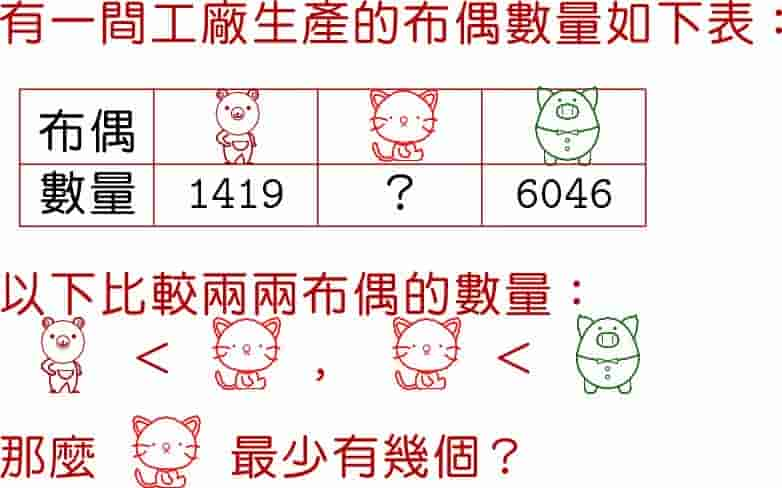 有一間工廠生產的布偶數量如下表：
布偶
數量 1419 ? 6046
以下比較兩兩布偶的數量：
< , <
那麼 最少有幾個？